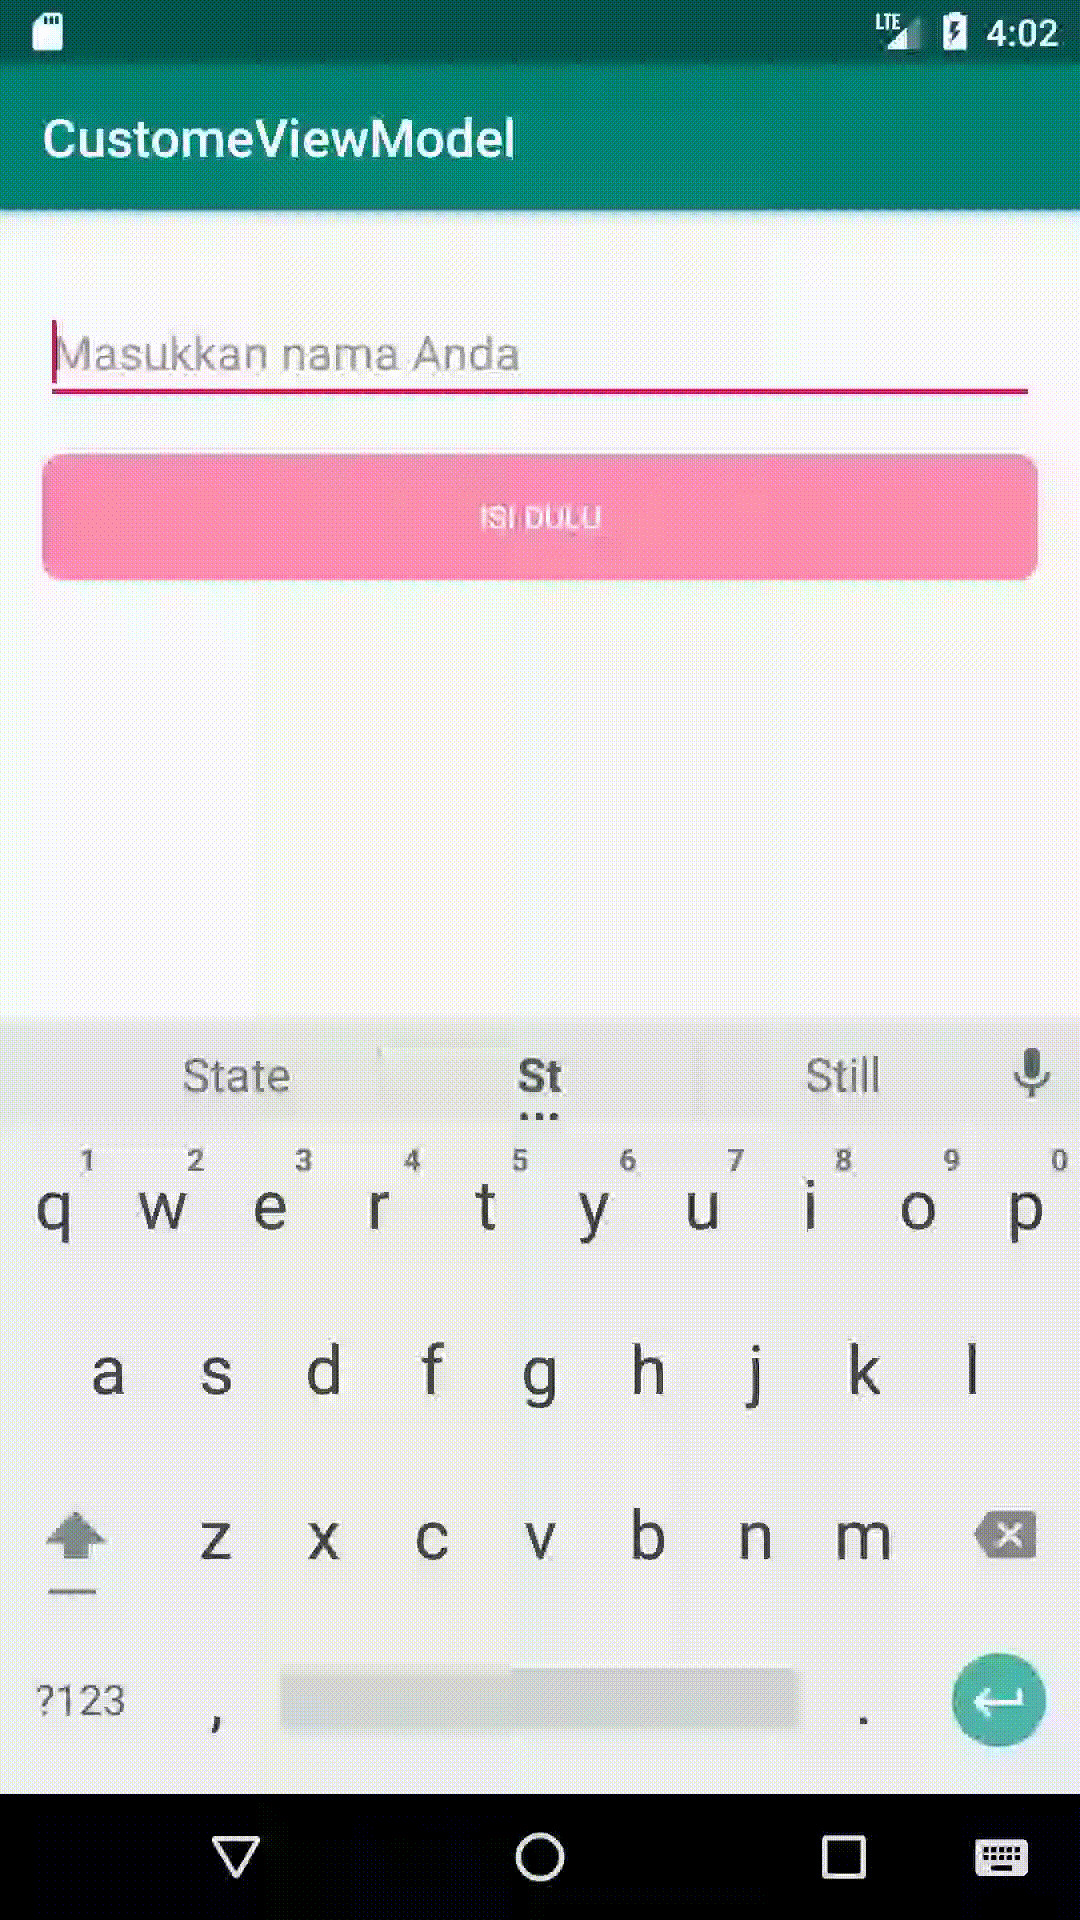 LTE 4:02
CustomeViewModel
Masukkan nama Anda
ISI DULU
State St Still
1 2 3 4 5 6 7 8 9 0
q w e r t y u i o p
a s d f g h j k l
z x c v b n m
?123 , .